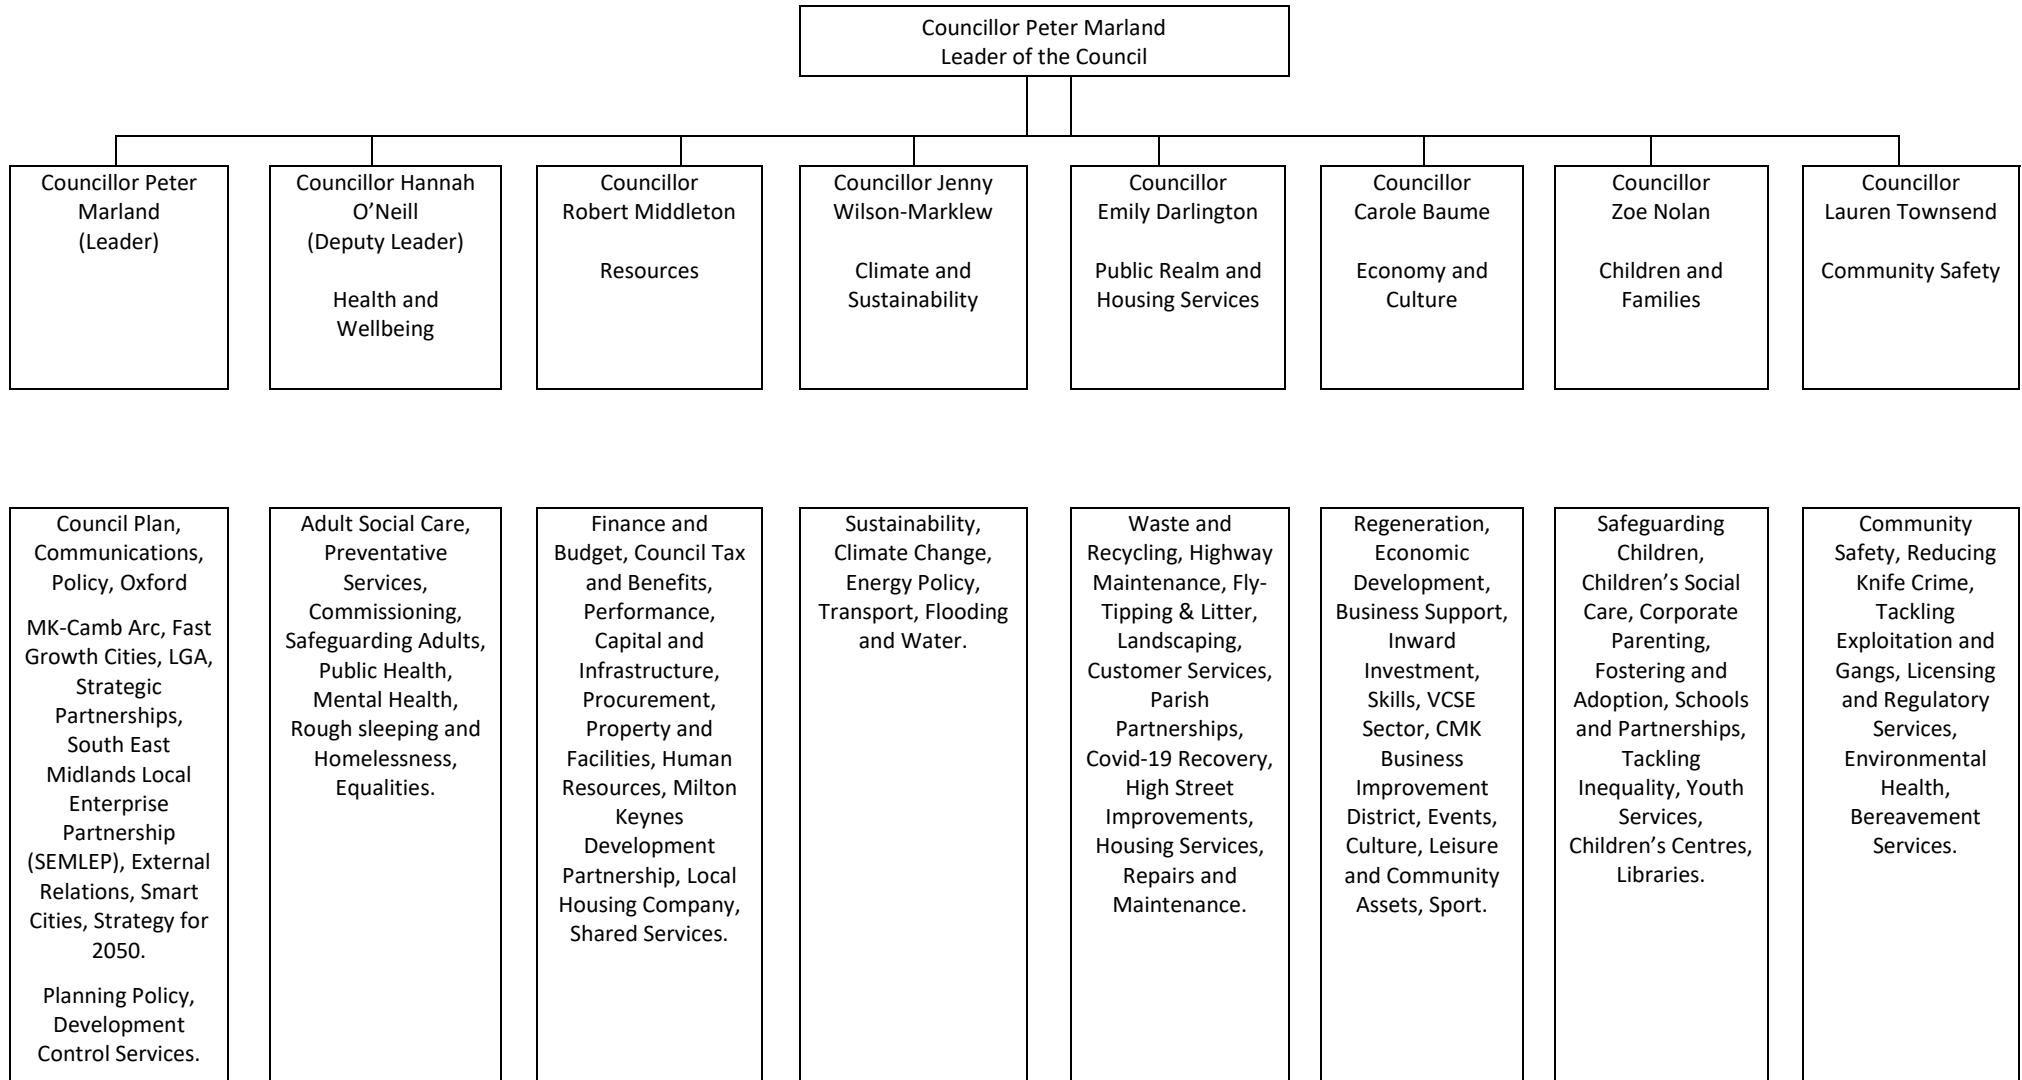 Councillor Peter Marland
Leader of the Council
Councillor Peter
Marland
(Leader)
Councillor Hannah
O’Neill
(Deputy Leader)
Health and
Wellbeing
Councillor
Robert Middleton
Resources
Councillor Jenny
Wilson-Marklew
Climate and
Sustainability
Councillor
Emily Darlington
Public Realm and
Housing Services
Councillor
Carole Baume
Economy and
Culture
Councillor
Zoe Nolan
Children and
Families
Councillor
Lauren Townsend
Community Safety
Council Plan,
Communications,
Policy, Oxford
MK-Camb Arc, Fast
Growth Cities, LGA,
Strategic
Partnerships,
South East
Midlands Local
Enterprise
Partnership
(SEMLEP), External
Relations, Smart
Cities, Strategy for
2050.
Planning Policy,
Development
Control Services.
Adult Social Care,
Preventative
Services,
Commissioning,
Safeguarding Adults,
Public Health,
Mental Health,
Rough sleeping and
Homelessness,
Equalities.
Finance and
Budget, Council Tax
and Benefits,
Performance,
Capital and
Infrastructure,
Procurement,
Property and
Facilities, Human
Resources, Milton
Keynes
Development
Partnership, Local
Housing Company,
Shared Services.
Sustainability,
Climate Change,
Energy Policy,
Transport, Flooding
and Water.
Waste and
Recycling, Highway
Maintenance, Fly-
Tipping & Litter,
Landscaping,
Customer Services,
Parish
Partnerships,
Covid-19 Recovery,
High Street
Improvements,
Housing Services,
Repairs and
Maintenance.
Regeneration,
Economic
Development,
Business Support,
Inward
Investment,
Skills, VCSE
Sector, CMK
Business
Improvement
District, Events,
Culture, Leisure
and Community
Assets, Sport.
Safeguarding
Children,
Children’s Social
Care, Corporate
Parenting,
Fostering and
Adoption, Schools
and Partnerships,
Tackling
Inequality, Youth
Services,
Children’s Centres,
Libraries.
Community
Safety, Reducing
Knife Crime,
Tackling
Exploitation and
Gangs, Licensing
and Regulatory
Services,
Environmental
Health,
Bereavement
Services.